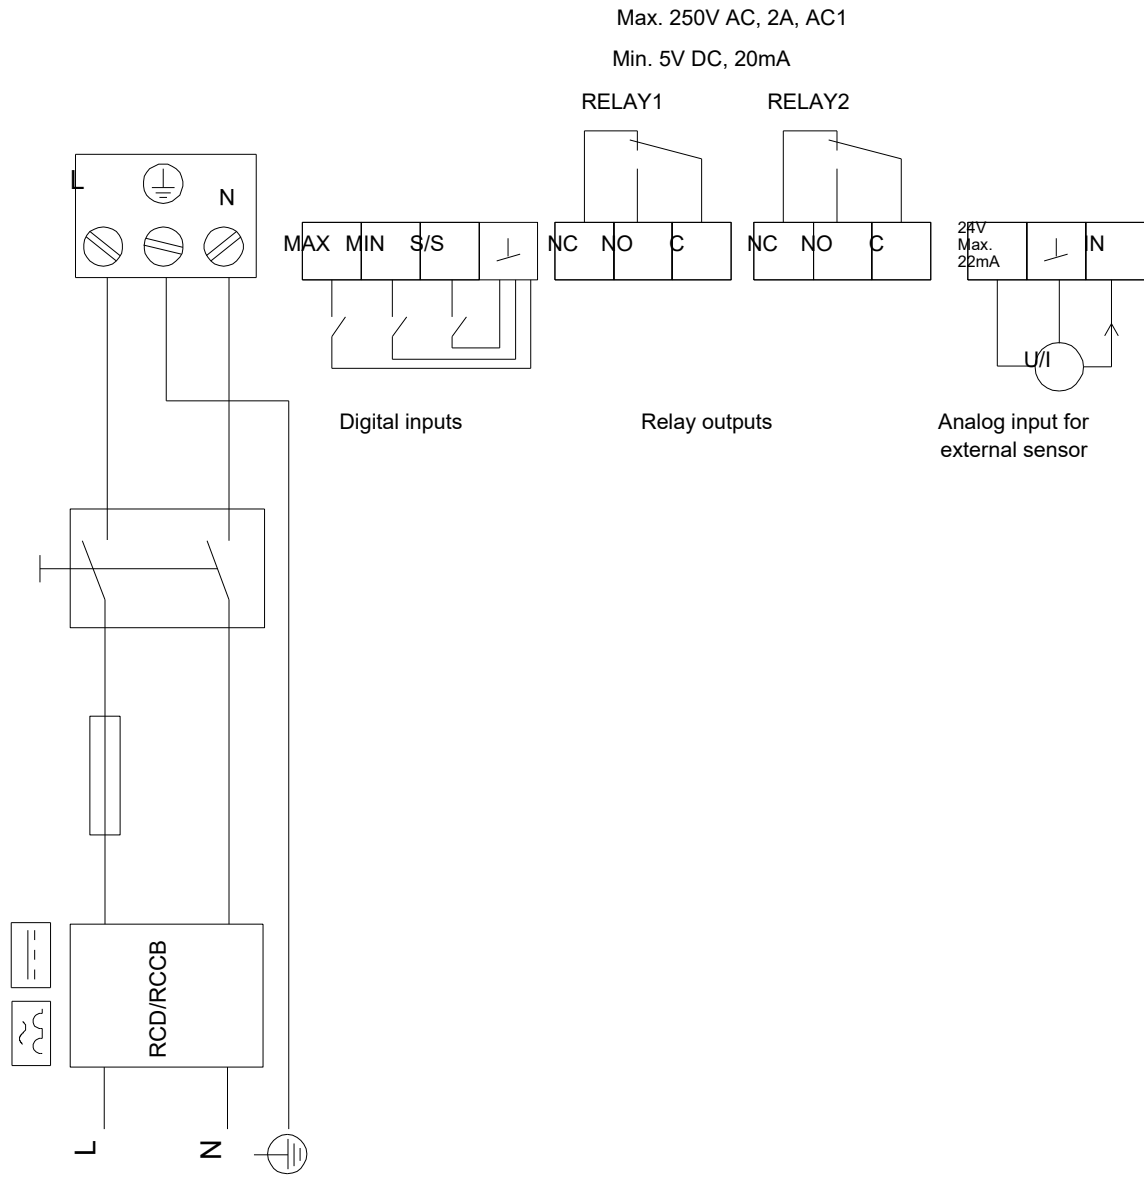 Max. 250V AC, 2A, AC1
Min. 5V DC, 20mA
RELAY1
RELAY2
L
N
MAX
MIN
S/S
NC
NO
C
NC
NO
C
24V
Max.
22mA
IN
U/I
Digital inputs
Relay outputs
Analog input for
external sensor
RCD/RCCB
L
N